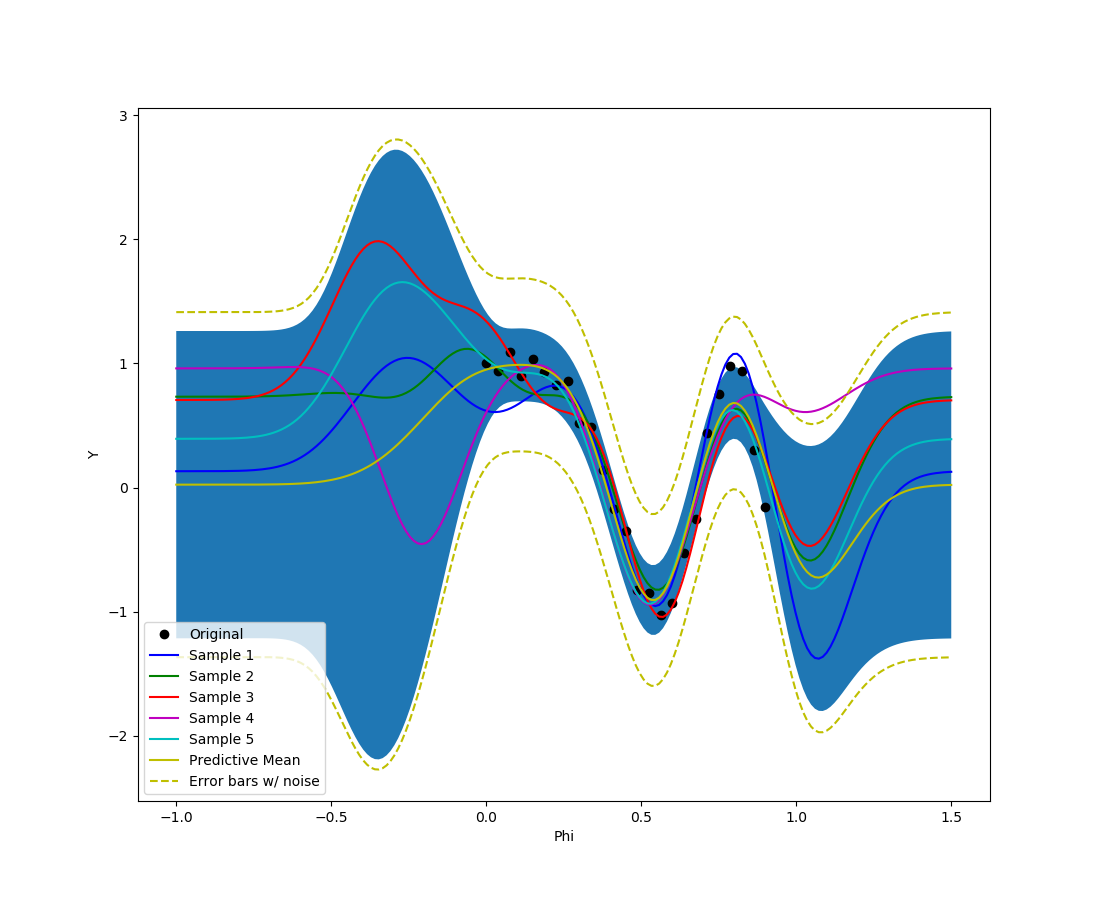 3
2
1
0
−1
−2
Y
Original
Sample 1
Sample 2
Sample 3
Sample 4
Sample 5
Predictive Mean
Error bars w/ noise
−1.0 −0.5 0.0 0.5 1.0 1.5
Phi